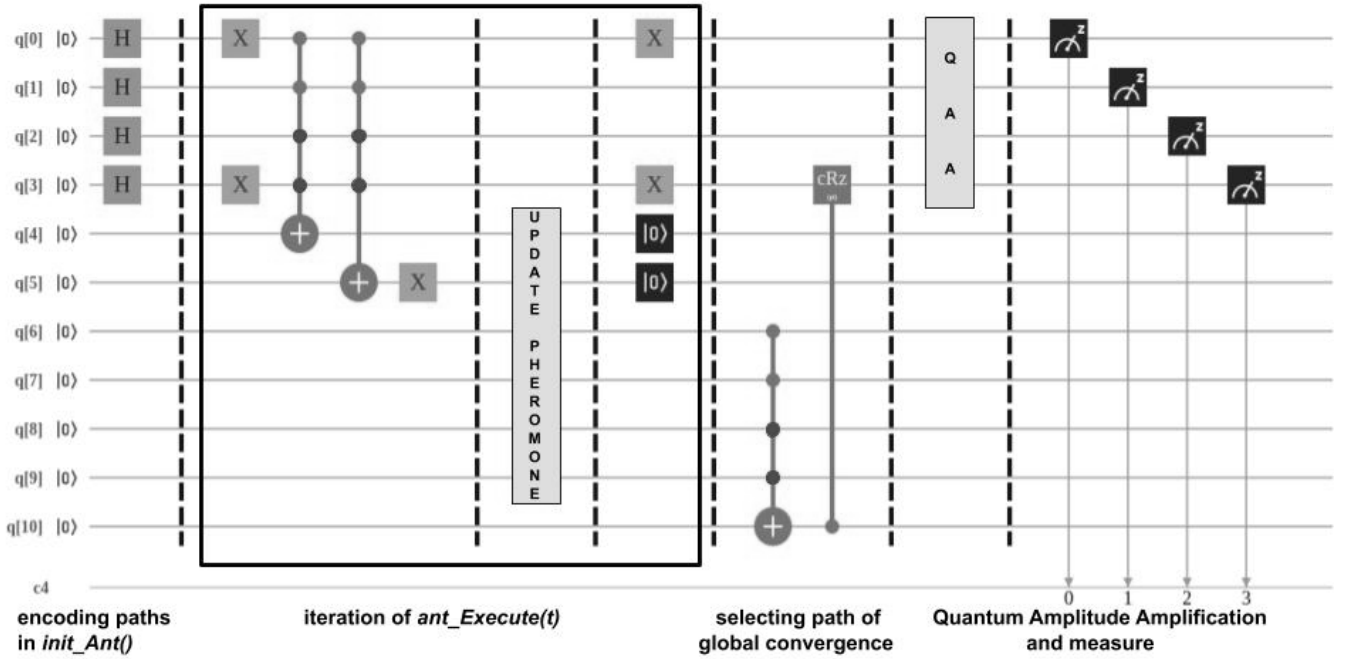 q[0] |0⟩ H X X Q z
q[1] |0⟩ H A z
q[2] |0⟩ H A z
q[3] |0⟩ H X cRz X z
q[4] |0⟩ + |0⟩
q[5] |0⟩ + X |0⟩
q[6] |0⟩
q[7] |0⟩
q[8] |0⟩
q[9] |0⟩
q[10] |0⟩ +
UPDATE PHEROMONE
c4
0 1 2 3
encoding paths
in init_Ant()
iteration of ant_Execute(t)
selecting path of
global convergence
Quantum Amplitude Amplification
and measure